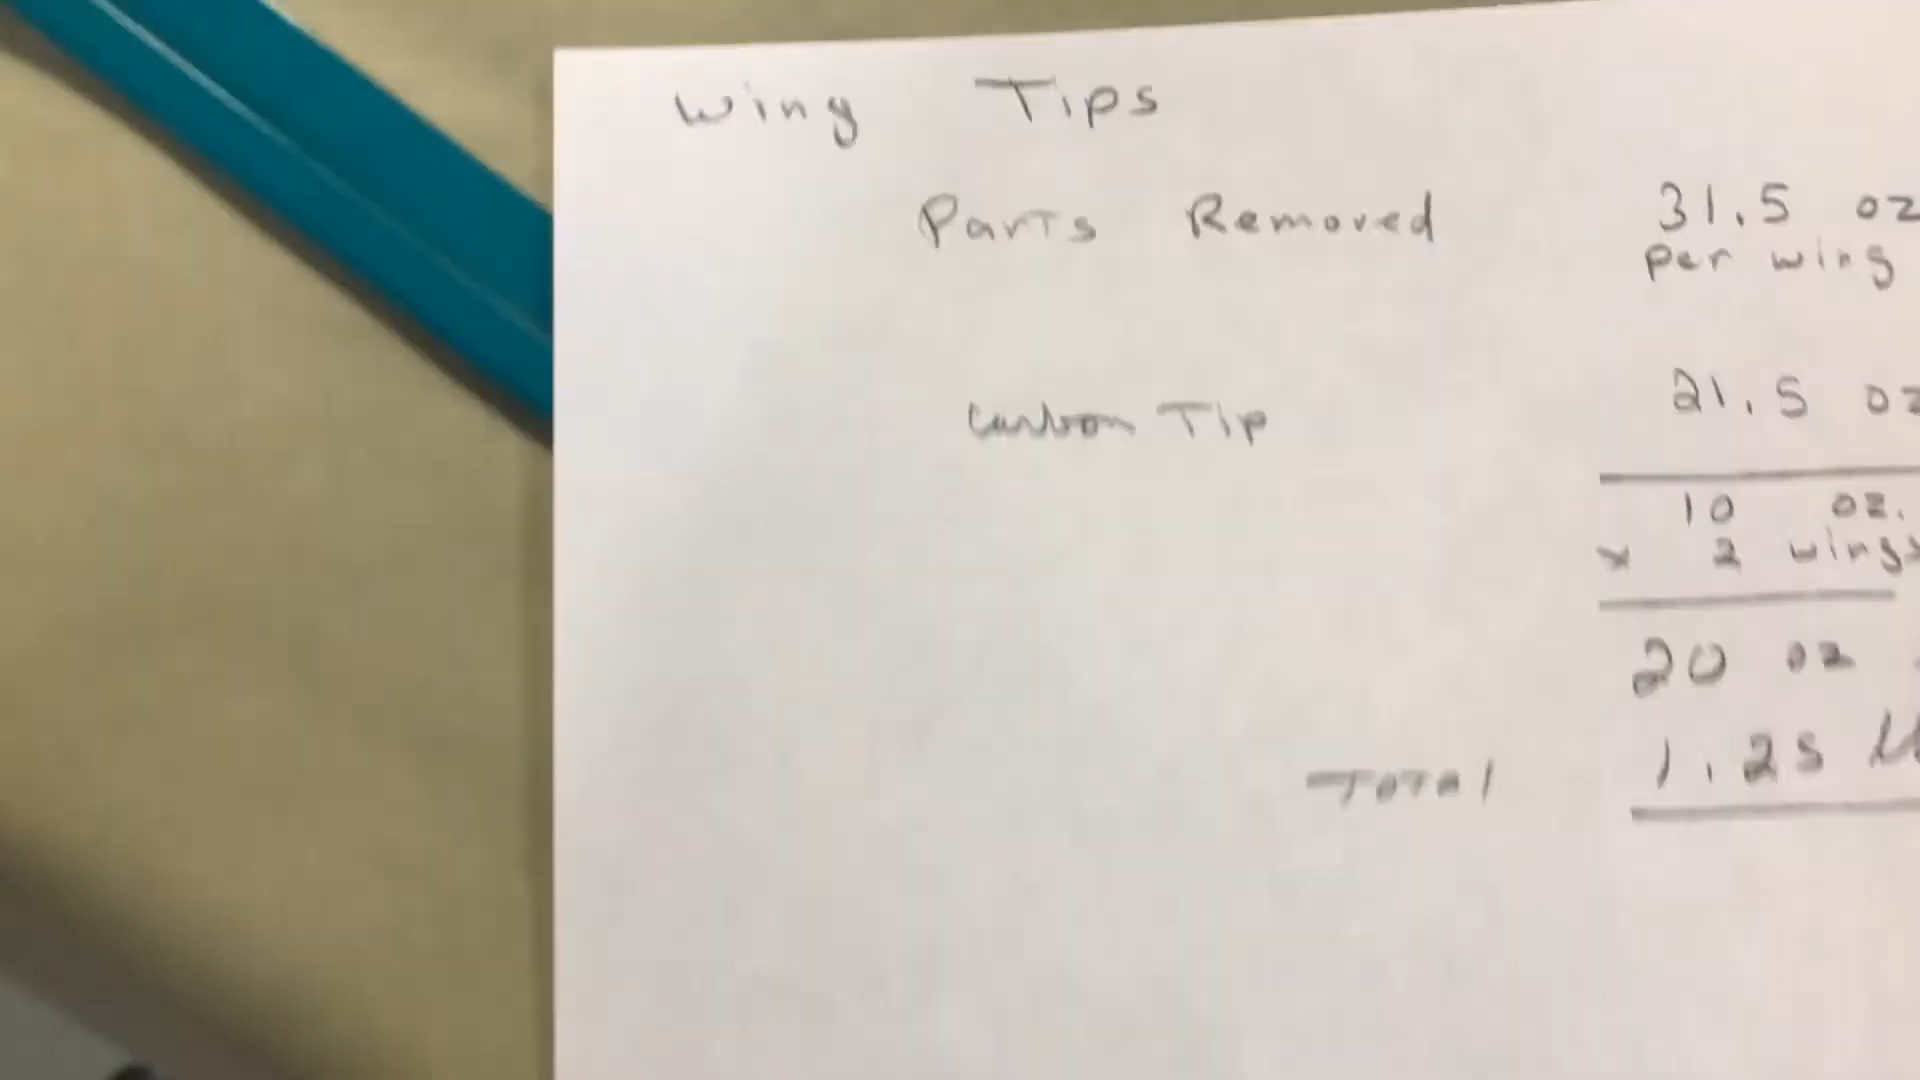 Wing Tips
Parts Removed 31.5 oz
per wing
Carbon Tip 21.5 oz
10 oz.
x 2 wings
20 oz
Total 1.25